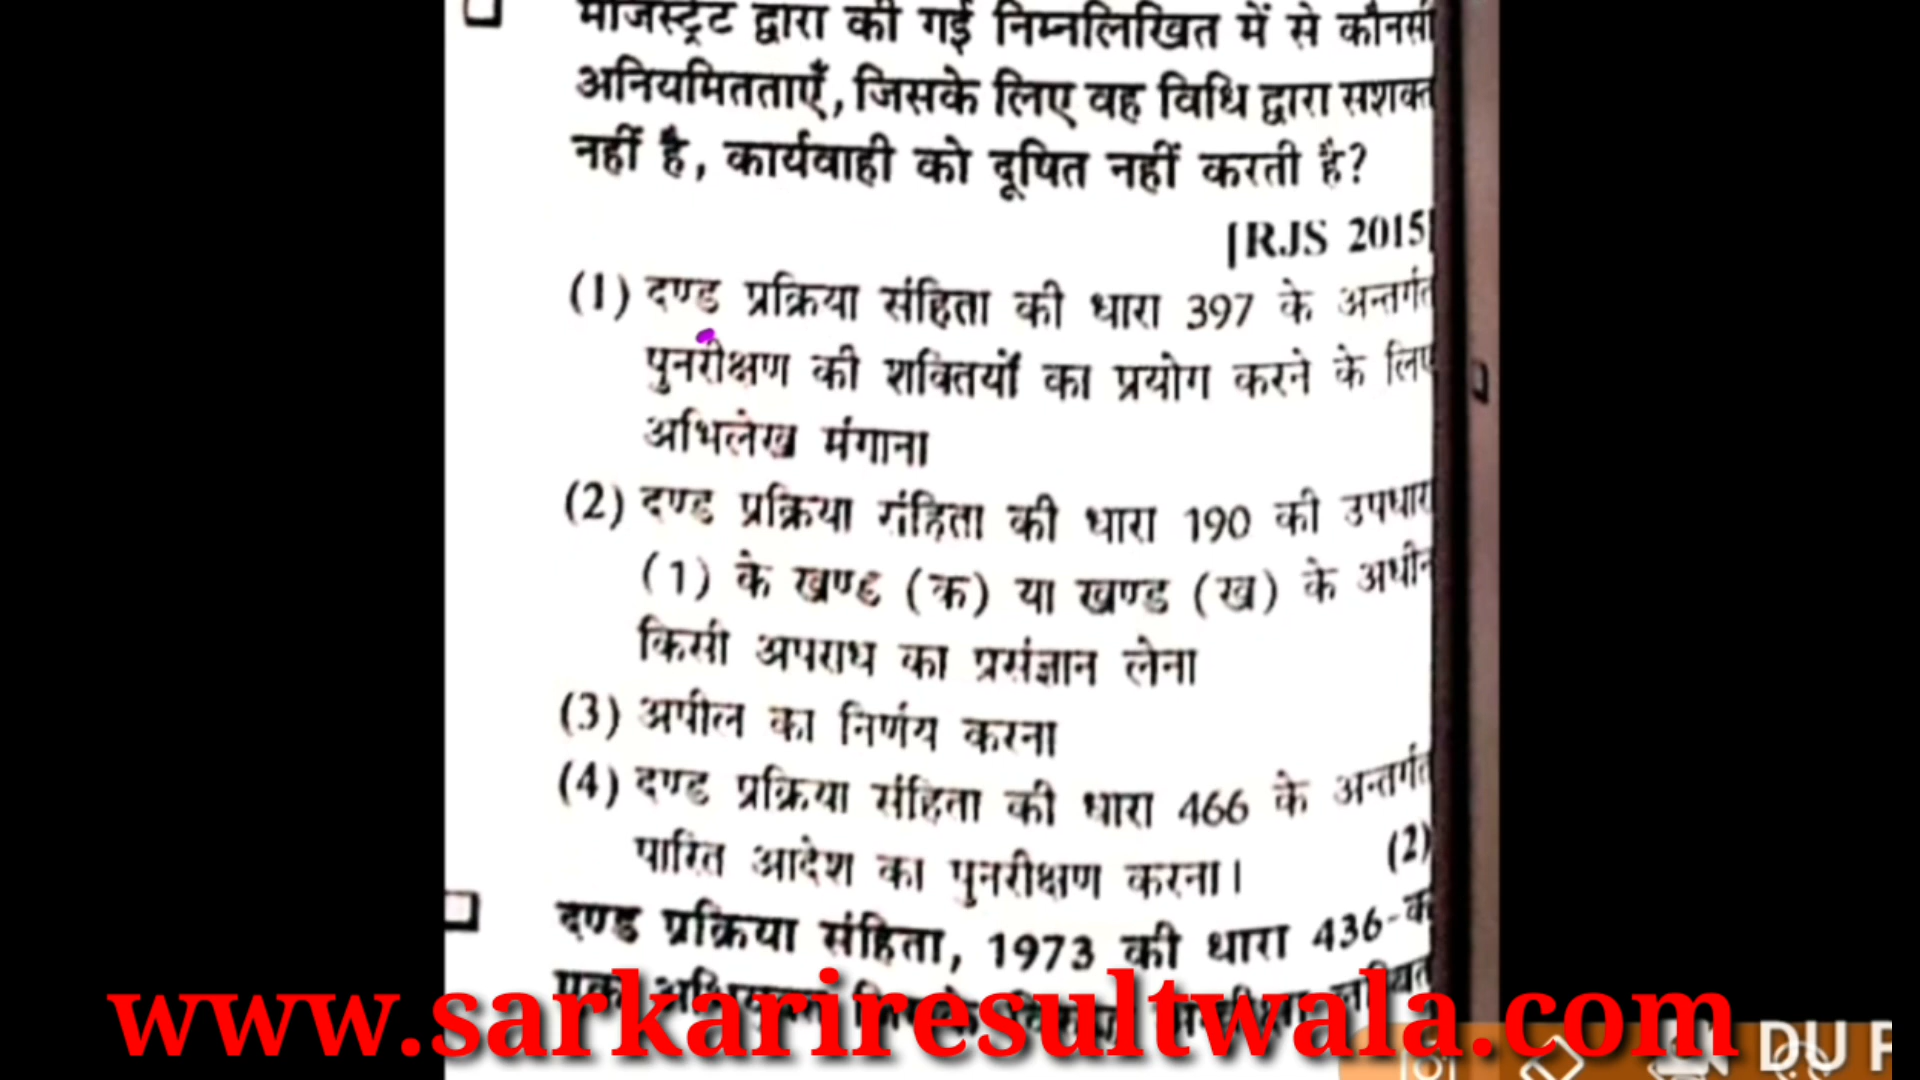 मजिस्ट्रेट द्वारा की गई निम्नलिखित में से कौनसी
अनियमितताएँ, जिसके लिए वह विधि द्वारा सशक्त
नहीं है, कार्यवाही को दूषित नहीं करती है?
[RJS 2015]
(1) दण्ड प्रक्रिया संहिता की धारा 397 के अन्तर्गत
पुनरीक्षण की शक्तियों का प्रयोग करने के लिए
अभिलेख मंगाना
(2) दण्ड प्रक्रिया संहिता की धारा 190 की उपधारा
(1) के खण्ड (क) या खण्ड (ख) के अधीन
किसी अपराध का प्रसंज्ञान लेना
(3) अपील का निर्णय करना
(4) दण्ड प्रक्रिया संहिता की धारा 466 के अन्तर्गत
पारित आदेश का पुनरीक्षण करना।
(2)
दण्ड प्रक्रिया संहिता, 1973 की धारा 436-क
एक
www.sarkariresultwala.com
DU P